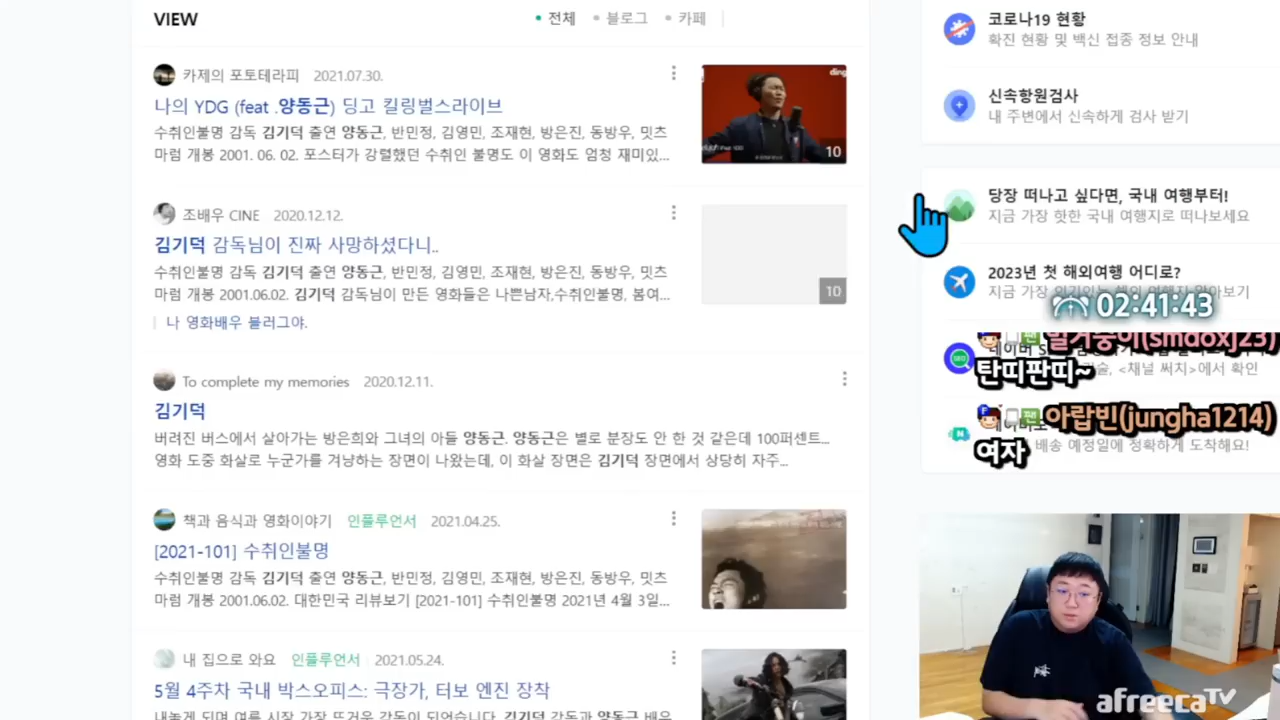 VIEW
전체
블로그
카페
카제의 포토테라피 2021.07.30.
나의 YDG (feat .양동근) 딩고 킬링벌스라이브
수취인불명 감독 김기덕 출연 양동근, 반민정, 김영민, 조재현, 방은진, 동방우, 밋츠
마럼 개봉 2001. 06. 02. 포스터가 강렬했던 수취인 불명도 이 영화도 엄청 재미있...
ding
10
조배우 CINE 2020.12.12.
김기덕 감독님이 진짜 사망하셨다니..
수취인불명 감독 김기덕 출연 양동근, 반민정, 김영민, 조재현, 방은진, 동방우, 밋츠
마럼 개봉 2001.06.02. 김기덕 감독님이 만든 영화들은 나쁜남자,수취인불명, 봄여...
나 영화배우 블러그야.
10
To complete my memories 2020.12.11.
김기덕
버려진 버스에서 살아가는 방은희와 그녀의 아들 양동근. 양동근은 별로 분장도 안 한 것 같은데 100퍼센트...
영화 도중 화살로 누군가를 겨냥하는 장면이 나왔는데, 이 화살 장면은 김기덕 장면에서 상당히 자주...
책과 음식과 영화이야기 인플루언서 2021.04.25.
[2021-101] 수취인불명
수취인불명 감독 김기덕 출연 양동근, 반민정, 김영민, 조재현, 방은진, 동방우, 밋츠
마럼 개봉 2001.06.02. 대한민국 리뷰보기 [2021-101] 수취인불명 2021년 4월 3일...
내 집으로 와요 인플루언서 2021.05.24.
5월 4주차 국내 박스오피스: 극장가, 터보 엔진 장착
코로나19 현황
확진 현황 및 백신 접종 정보 안내
신속항원검사
내 주변에서 신속하게 검사 받기
당장 떠나고 싶다면, 국내 여행부터!
지금 가장 핫한 국내 여행지로 떠나보세요
2023년 첫 해외여행 어디로?
지금 가장
보기
02:41:43
SEO
(smdoxj23)
탄띠판띠~
<채널 써치>에서 확인
팬 아랍빈(jungha1214)
여자
배송 예정일에 정확하게 도착해요!
afreecaTV